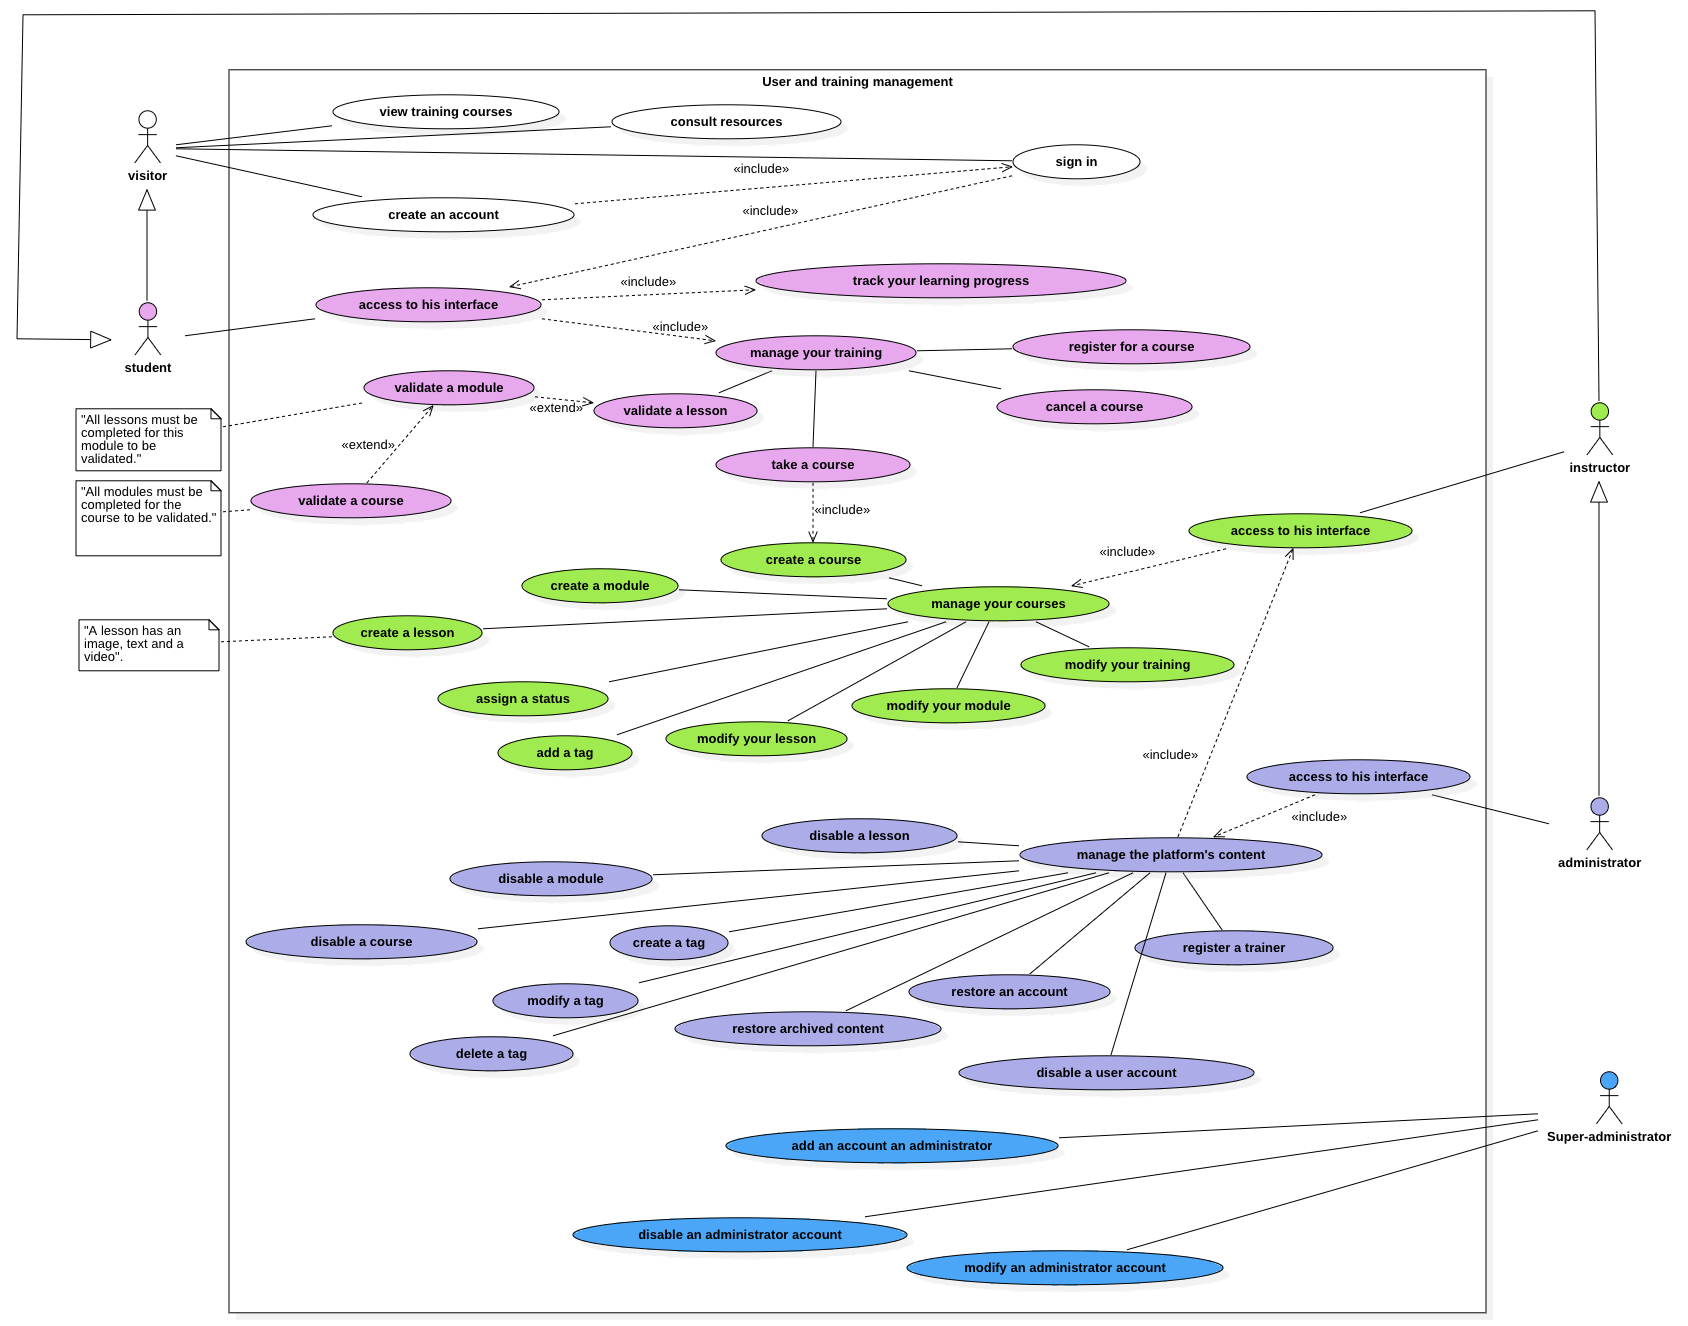 User and training management
view training courses
consult resources
sign in
visitor
«include»
create an account
«include»
track your learning progress
«include»
access to his interface
«include»
register for a course
manage your training
student
validate a module
cancel a course
«extend»
validate a lesson
"All lessons must be
completed for this
module to be
validated."
«extend»
take a course
instructor
"All modules must be
completed for the
course to be validated."
validate a course
«include»
access to his interface
«include»
create a course
create a module
manage your courses
create a lesson
"A lesson has an
image, text and a
video".
modify your training
assign a status
modify your module
modify your lesson
add a tag
«include»
access to his interface
«include»
disable a lesson
manage the platform's content
administrator
disable a module
disable a course
create a tag
register a trainer
restore an account
modify a tag
restore archived content
delete a tag
disable a user account
Super-administrator
add an account an administrator
disable an administrator account
modify an administrator account